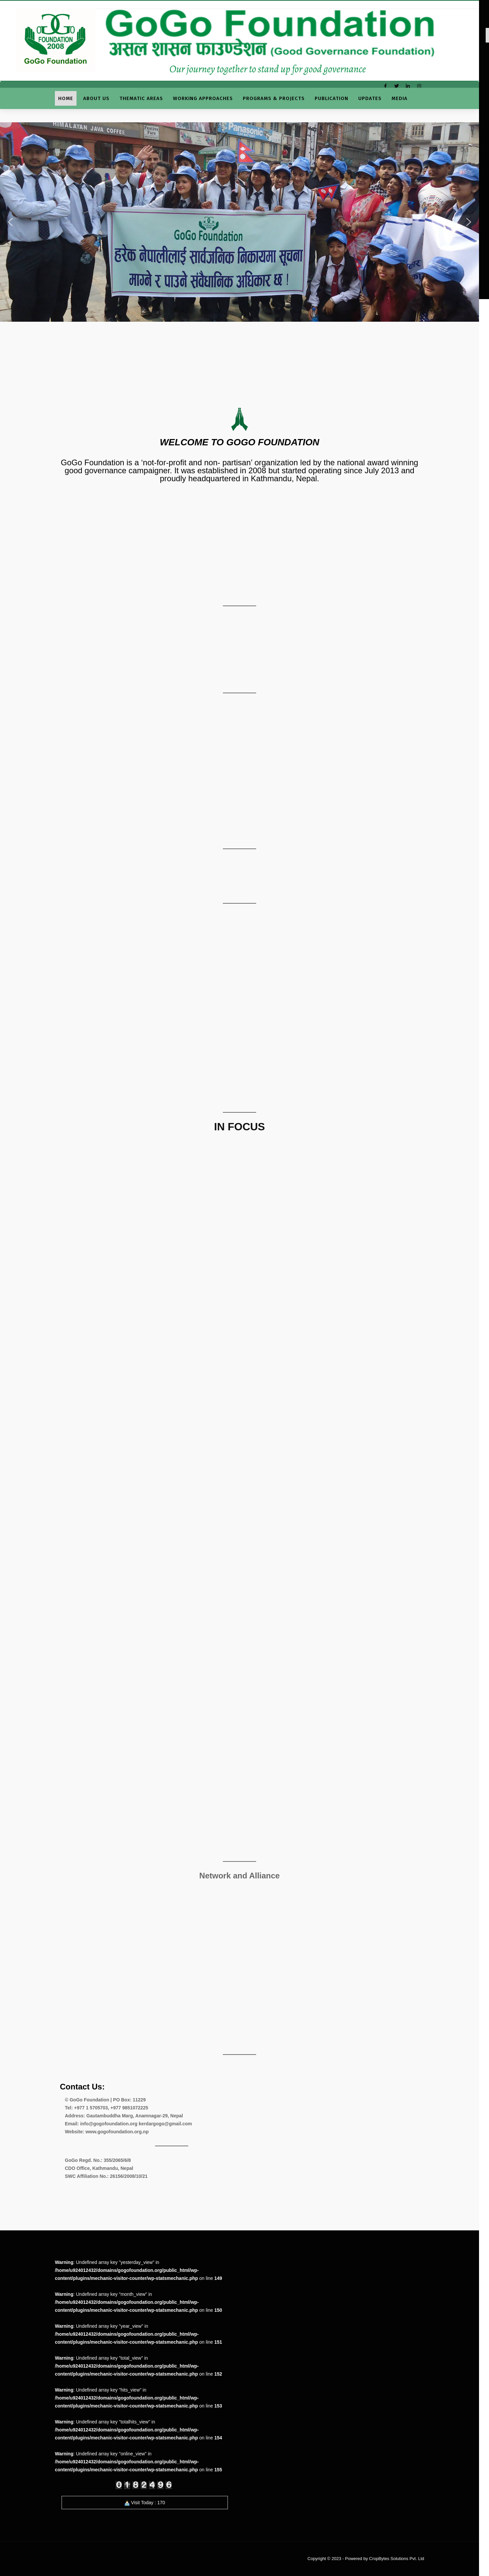 GoGo Foundation
असल शासन फाउण्डेशन (Good Governance Foundation)
Our journey together to stand up for good governance
FOUNDATION
2008
GoGo Foundation
HOME ABOUT US THEMATIC AREAS WORKING APPROACHES PROGRAMS & PROJECTS PUBLICATION UPDATES MEDIA
HIMALAYAN JAVA COFFEE
Panasonic
GoGo Foundation
हरेक नेपालीलाई सार्वजनिक निकायमा सूचना
माग्ने र पाउने संवैधानिक अधिकार छ !
WELCOME TO GOGO FOUNDATION
GoGo Foundation is a ‘not-for-profit and non- partisan’ organization led by the national award winning
good governance campaigner. It was established in 2008 but started operating since July 2013 and
proudly headquartered in Kathmandu, Nepal.
IN FOCUS
Network and Alliance
Contact Us:
© GoGo Foundation | PO Box: 11229
Tel: +977 1 5705703, +977 9851072225
Address: Gautambuddha Marg, Anamnagar-29, Nepal
Email: info@gogofoundation.org kerdargogo@gmail.com
Website: www.gogofoundation.org.np
GoGo Regd. No.: 355/2065/6/8
CDO Office, Kathmandu, Nepal
SWC Affiliation No.: 26156/2008/10/21
Warning: Undefined array key "yesterday_view" in
/home/u924012432/domains/gogofoundation.org/public_html/wp-
content/plugins/mechanic-visitor-counter/wp-statsmechanic.php on line 149
Warning: Undefined array key "month_view" in
/home/u924012432/domains/gogofoundation.org/public_html/wp-
content/plugins/mechanic-visitor-counter/wp-statsmechanic.php on line 150
Warning: Undefined array key "year_view" in
/home/u924012432/domains/gogofoundation.org/public_html/wp-
content/plugins/mechanic-visitor-counter/wp-statsmechanic.php on line 151
Warning: Undefined array key "total_view" in
/home/u924012432/domains/gogofoundation.org/public_html/wp-
content/plugins/mechanic-visitor-counter/wp-statsmechanic.php on line 152
Warning: Undefined array key "hits_view" in
/home/u924012432/domains/gogofoundation.org/public_html/wp-
content/plugins/mechanic-visitor-counter/wp-statsmechanic.php on line 153
Warning: Undefined array key "totalhits_view" in
/home/u924012432/domains/gogofoundation.org/public_html/wp-
content/plugins/mechanic-visitor-counter/wp-statsmechanic.php on line 154
Warning: Undefined array key "online_view" in
/home/u924012432/domains/gogofoundation.org/public_html/wp-
content/plugins/mechanic-visitor-counter/wp-statsmechanic.php on line 155
0182496
Visit Today : 170
Copyright © 2023 - Powered by CropBytes Solutions Pvt. Ltd